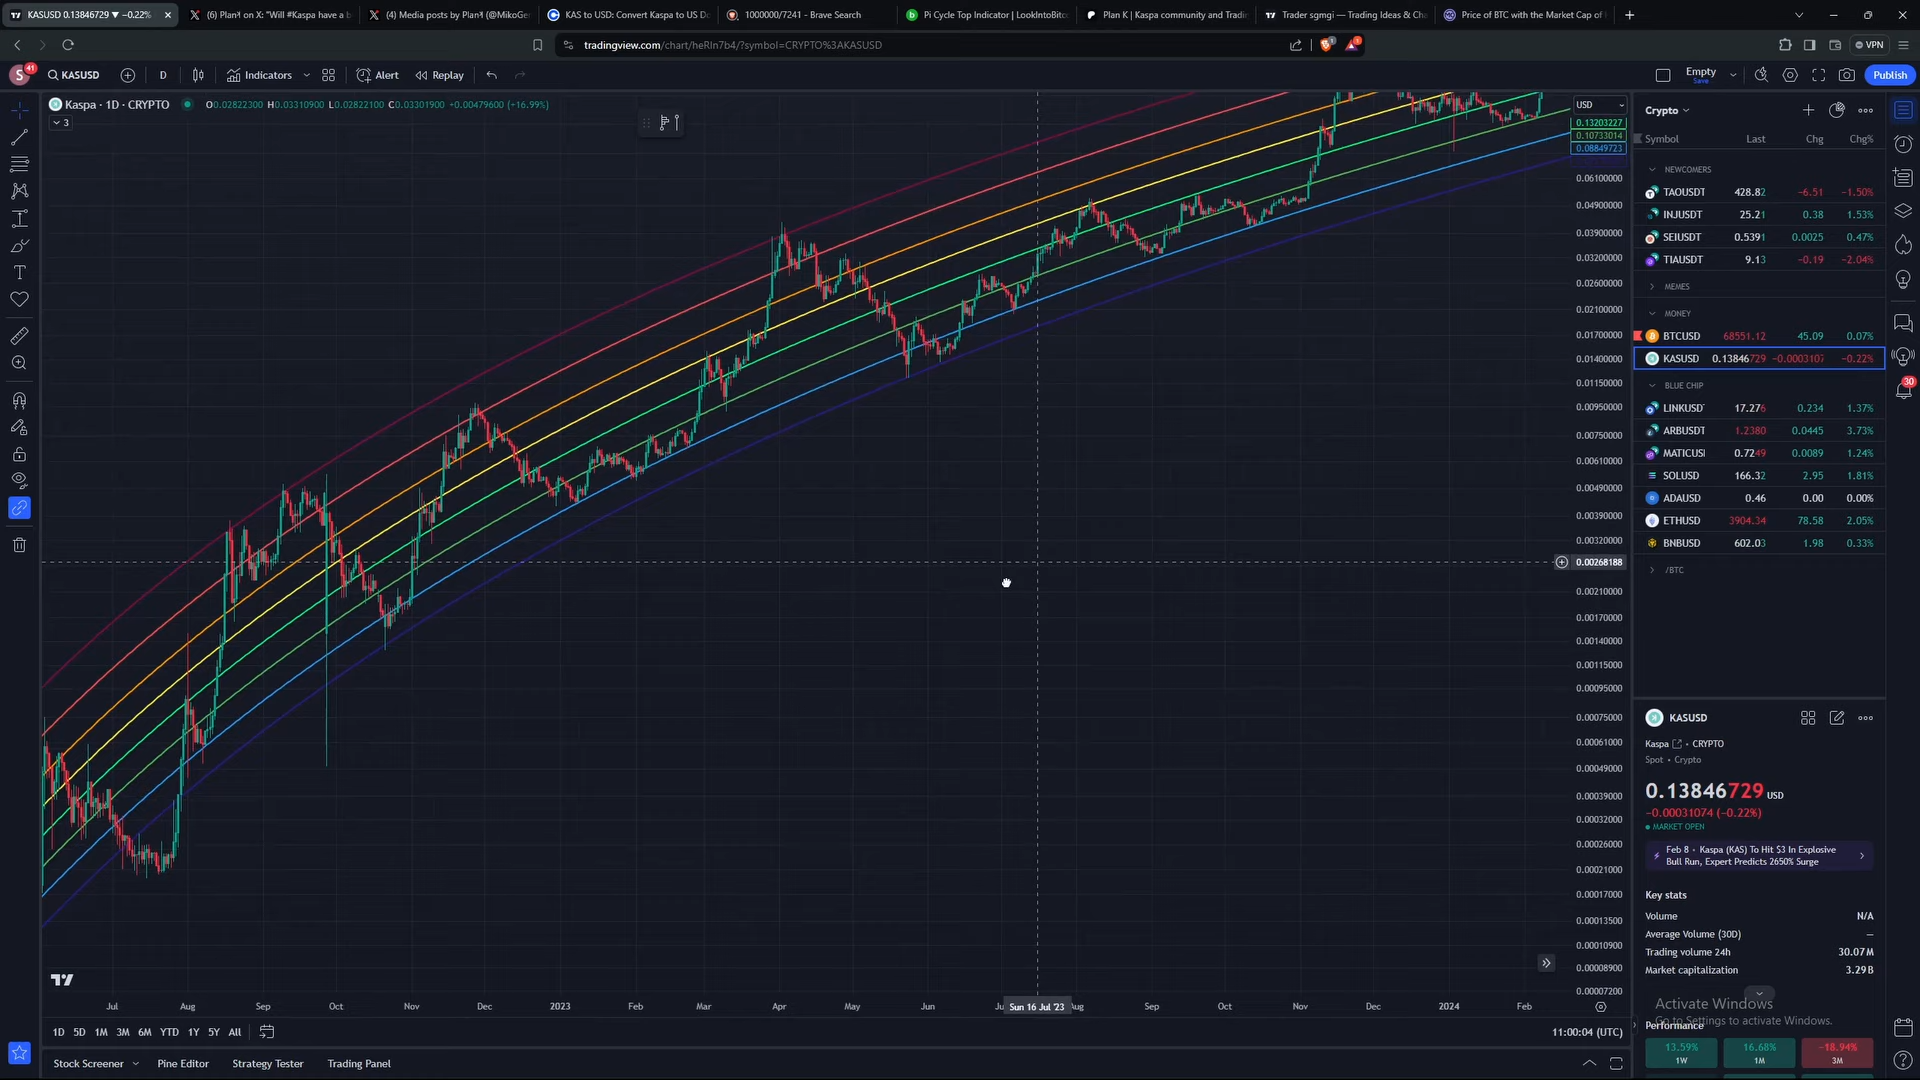 KASUSD 0.13846729 ▼ −0.22%
(6) Plan𐤊 on X: "Will #Kaspa have a b
(4) Media posts by Plan𐤊 (@MikoGer
KAS to USD: Convert Kaspa to US Do
1000000/7241 - Brave Search
Pi Cycle Top Indicator | LookIntoBitco
Plan K | Kaspa community and Tradin
Trader sgmgi — Trading Ideas & Cha
Price of BTC with the Market Cap of
tradingview.com/chart/heRln7b4/?symbol=CRYPTO%3AKASUSD
VPN
S 41 KASUSD D Indicators Alert Replay
Empty
Save
Publish
Kaspa · 1D · CRYPTO O0.02822300 H0.03310900 L0.02822100 C0.03301900 +0.00479600 (+16.99%)
3
USD
0.13203227
0.10733014
0.08849723
0.06100000
0.04900000
0.03900000
0.03200000
0.02600000
0.02100000
0.01700000
0.01400000
0.01150000
0.00950000
0.00750000
0.00610000
0.00490000
0.00390000
0.00320000
0.00268188
0.00210000
0.00170000
0.00140000
0.00115000
0.00095000
0.00075000
0.00061000
0.00049000
0.00039000
0.00032000
0.00026000
0.00021000
0.00017000
0.00013500
0.00010900
0.00008900
0.00007200
Jul Aug Sep Oct Nov Dec 2023 Feb Mar Apr May Jun Sun 16 Jul '23 Aug Sep Oct Nov Dec 2024 Feb
1D 5D 1M 3M 6M YTD 1Y 5Y All
11:00:04 (UTC)
Stock Screener Pine Editor Strategy Tester Trading Panel
Crypto
Symbol Last Chg Chg%
NEWCOMERS
TAOUSDT 428.82 −6.51 −1.50%
INJUSDT 25.21 0.38 1.53%
SEIUSDT 0.5391 0.0025 0.47%
TIAUSDT 9.13 −0.19 −2.04%
MEMES
MONEY
BTCUSD 68551.12 45.09 0.07%
KASUSD 0.13846729 −0.0003107 −0.22%
BLUE CHIP
LINKUSD 17.276 0.234 1.37%
ARBUSDT 1.2380 0.0445 3.73%
MATICUSI 0.7249 0.0089 1.24%
SOLUSD 166.32 2.95 1.81%
ADAUSD 0.46 0.00 0.00%
ETHUSD 3904.34 78.58 2.05%
BNBUSD 602.03 1.98 0.33%
/BTC
30
KASUSD
Kaspa • CRYPTO
Spot • Crypto
0.13846729 USD
−0.00031074 (−0.22%)
MARKET OPEN
Feb 8 • Kaspa (KAS) To Hit $3 In Explosive
Bull Run, Expert Predicts 2650% Surge
Key stats
Volume N/A
Average Volume (30D) —
Trading volume 24h 30.07M
Market capitalization 3.29B
Activate Windows
Go to Settings to activate Windows.
Performance
13.59% 16.68% −18.94%
1W 1M 3M